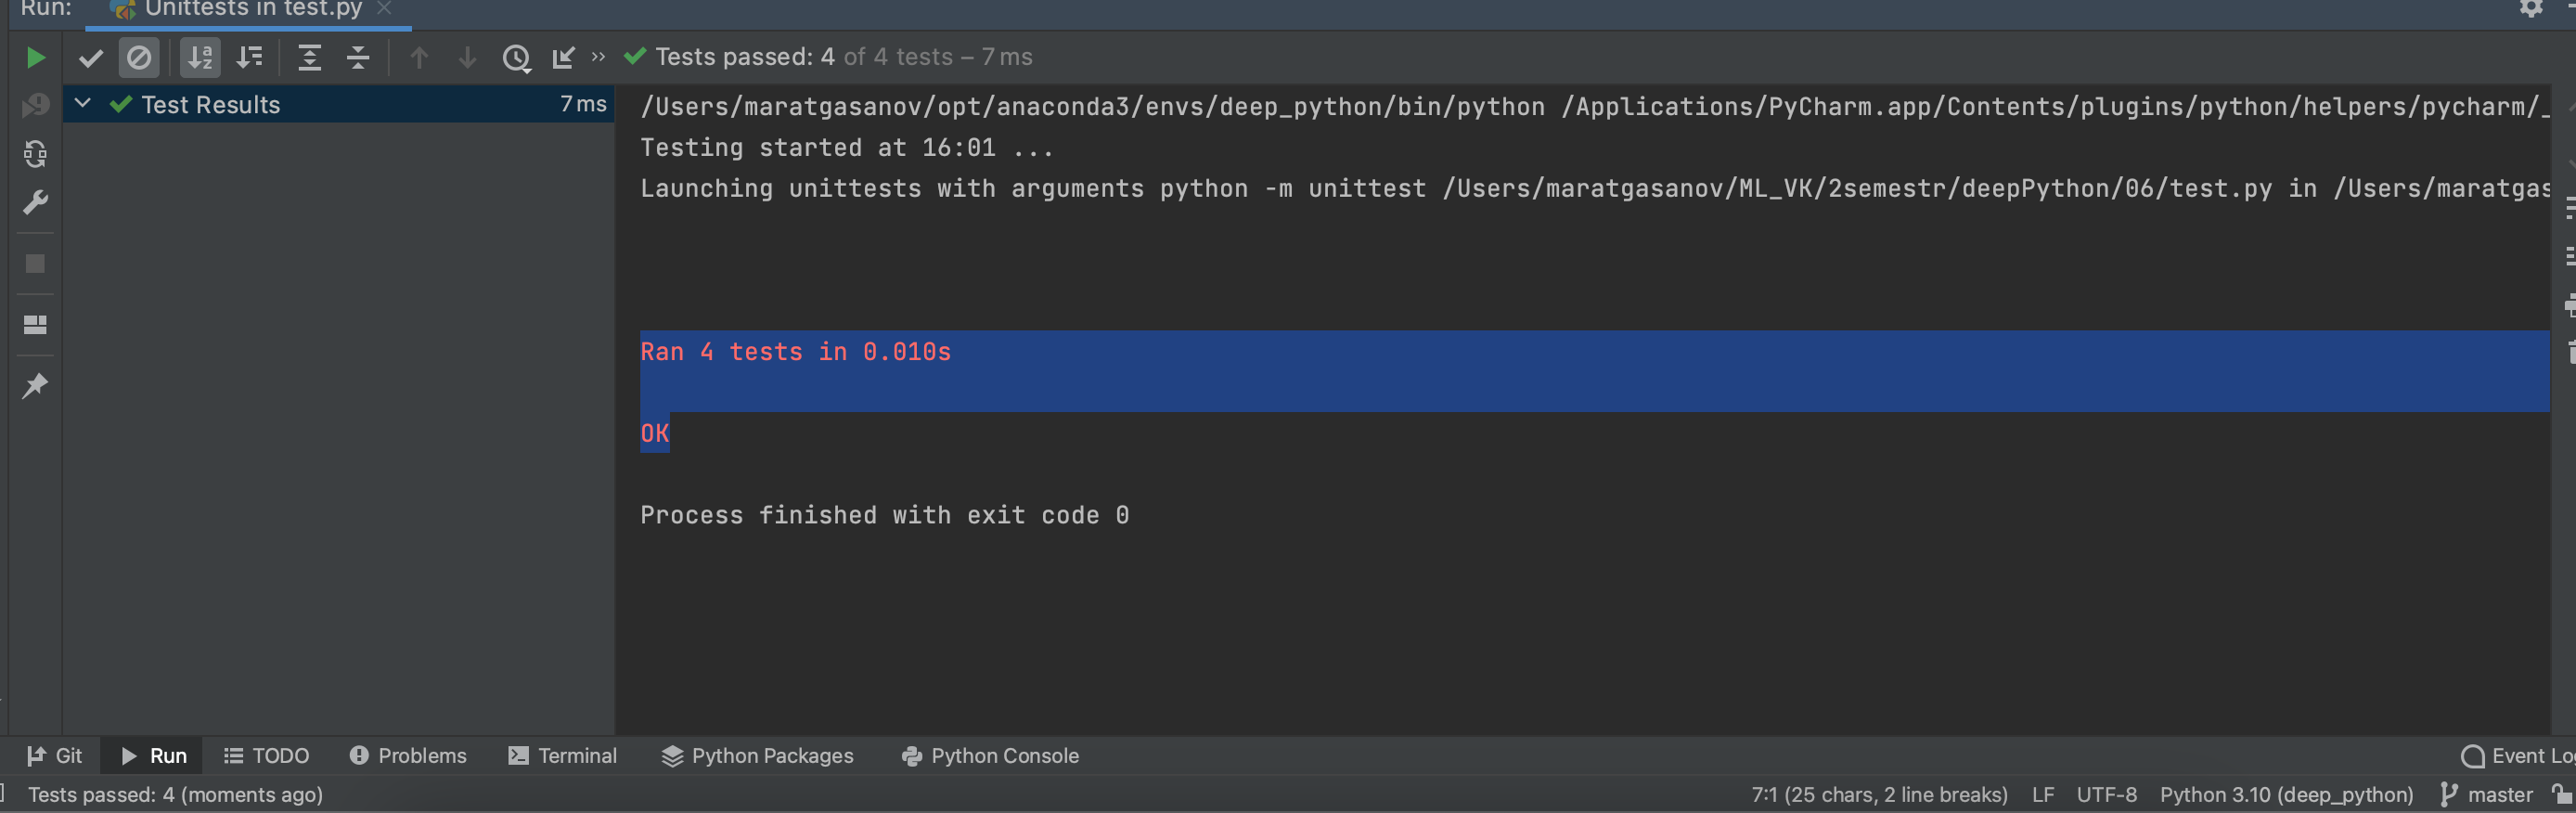 Run: Unittests in test.py
Tests passed: 4 of 4 tests – 7 ms
Test Results 7 ms
/Users/maratgasanov/opt/anaconda3/envs/deep_python/bin/python /Applications/PyCharm.app/Contents/plugins/python/helpers/pycharm/_
Testing started at 16:01 ...
Launching unittests with arguments python -m unittest /Users/maratgasanov/ML_VK/2semestr/deepPython/06/test.py in /Users/maratgas
Ran 4 tests in 0.010s
OK
Process finished with exit code 0
Git Run TODO Problems Terminal Python Packages Python Console Event Lo
Tests passed: 4 (moments ago) 7:1 (25 chars, 2 line breaks) LF UTF-8 Python 3.10 (deep_python) master